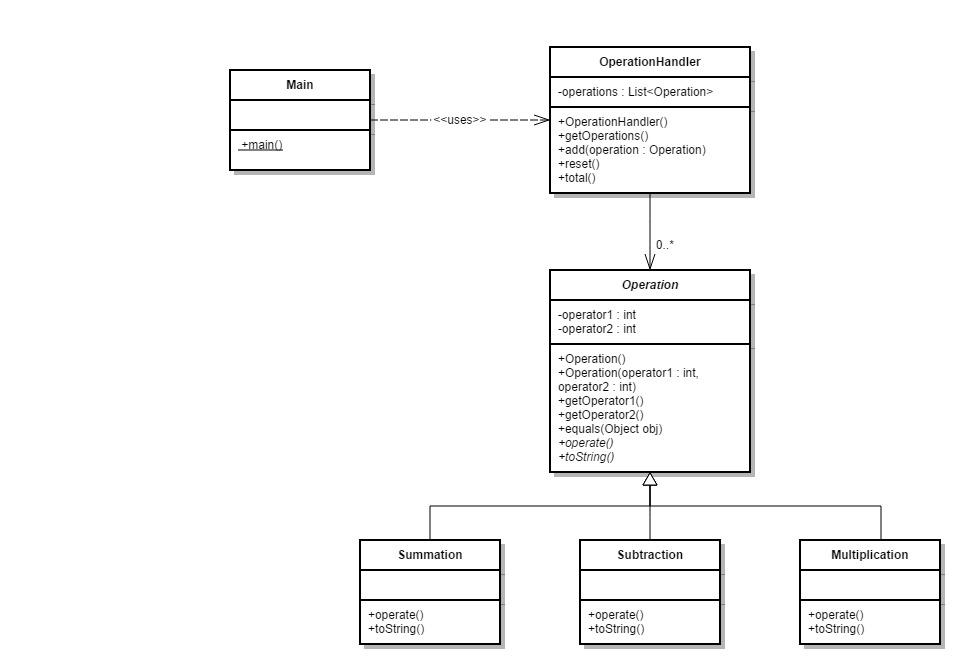 Main
+main()
<<uses>>
OperationHandler
-operations : List<Operation>
+OperationHandler()
+getOperations()
+add(operation : Operation)
+reset()
+total()
0..*
Operation
-operator1 : int
-operator2 : int
+Operation()
+Operation(operator1 : int,
operator2 : int)
+getOperator1()
+getOperator2()
+equals(Object obj)
+operate()
+toString()
Summation
+operate()
+toString()
Subtraction
+operate()
+toString()
Multiplication
+operate()
+toString()